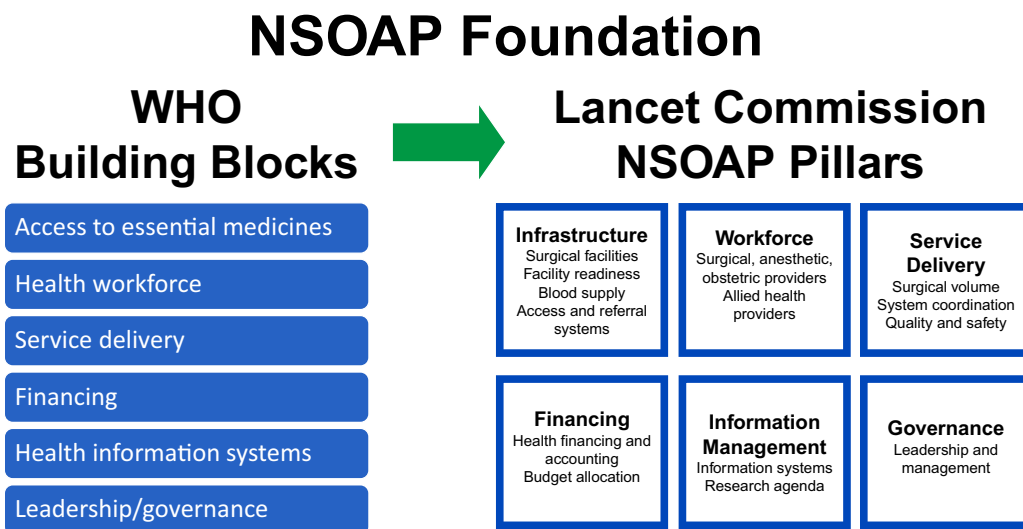 NSOAP Foundation
WHO
Building Blocks
Access to essential medicines
Health workforce
Service delivery
Financing
Health information systems
Leadership/governance
Lancet Commission
NSOAP Pillars
Infrastructure
Surgical facilities
Facility readiness
Blood supply
Access and referral
systems
Workforce
Surgical, anesthetic,
obstetric providers
Allied health
providers
Service
Delivery
Surgical volume
System coordination
Quality and safety
Financing
Health financing and
accounting
Budget allocation
Information
Management
Information systems
Research agenda
Governance
Leadership and
management